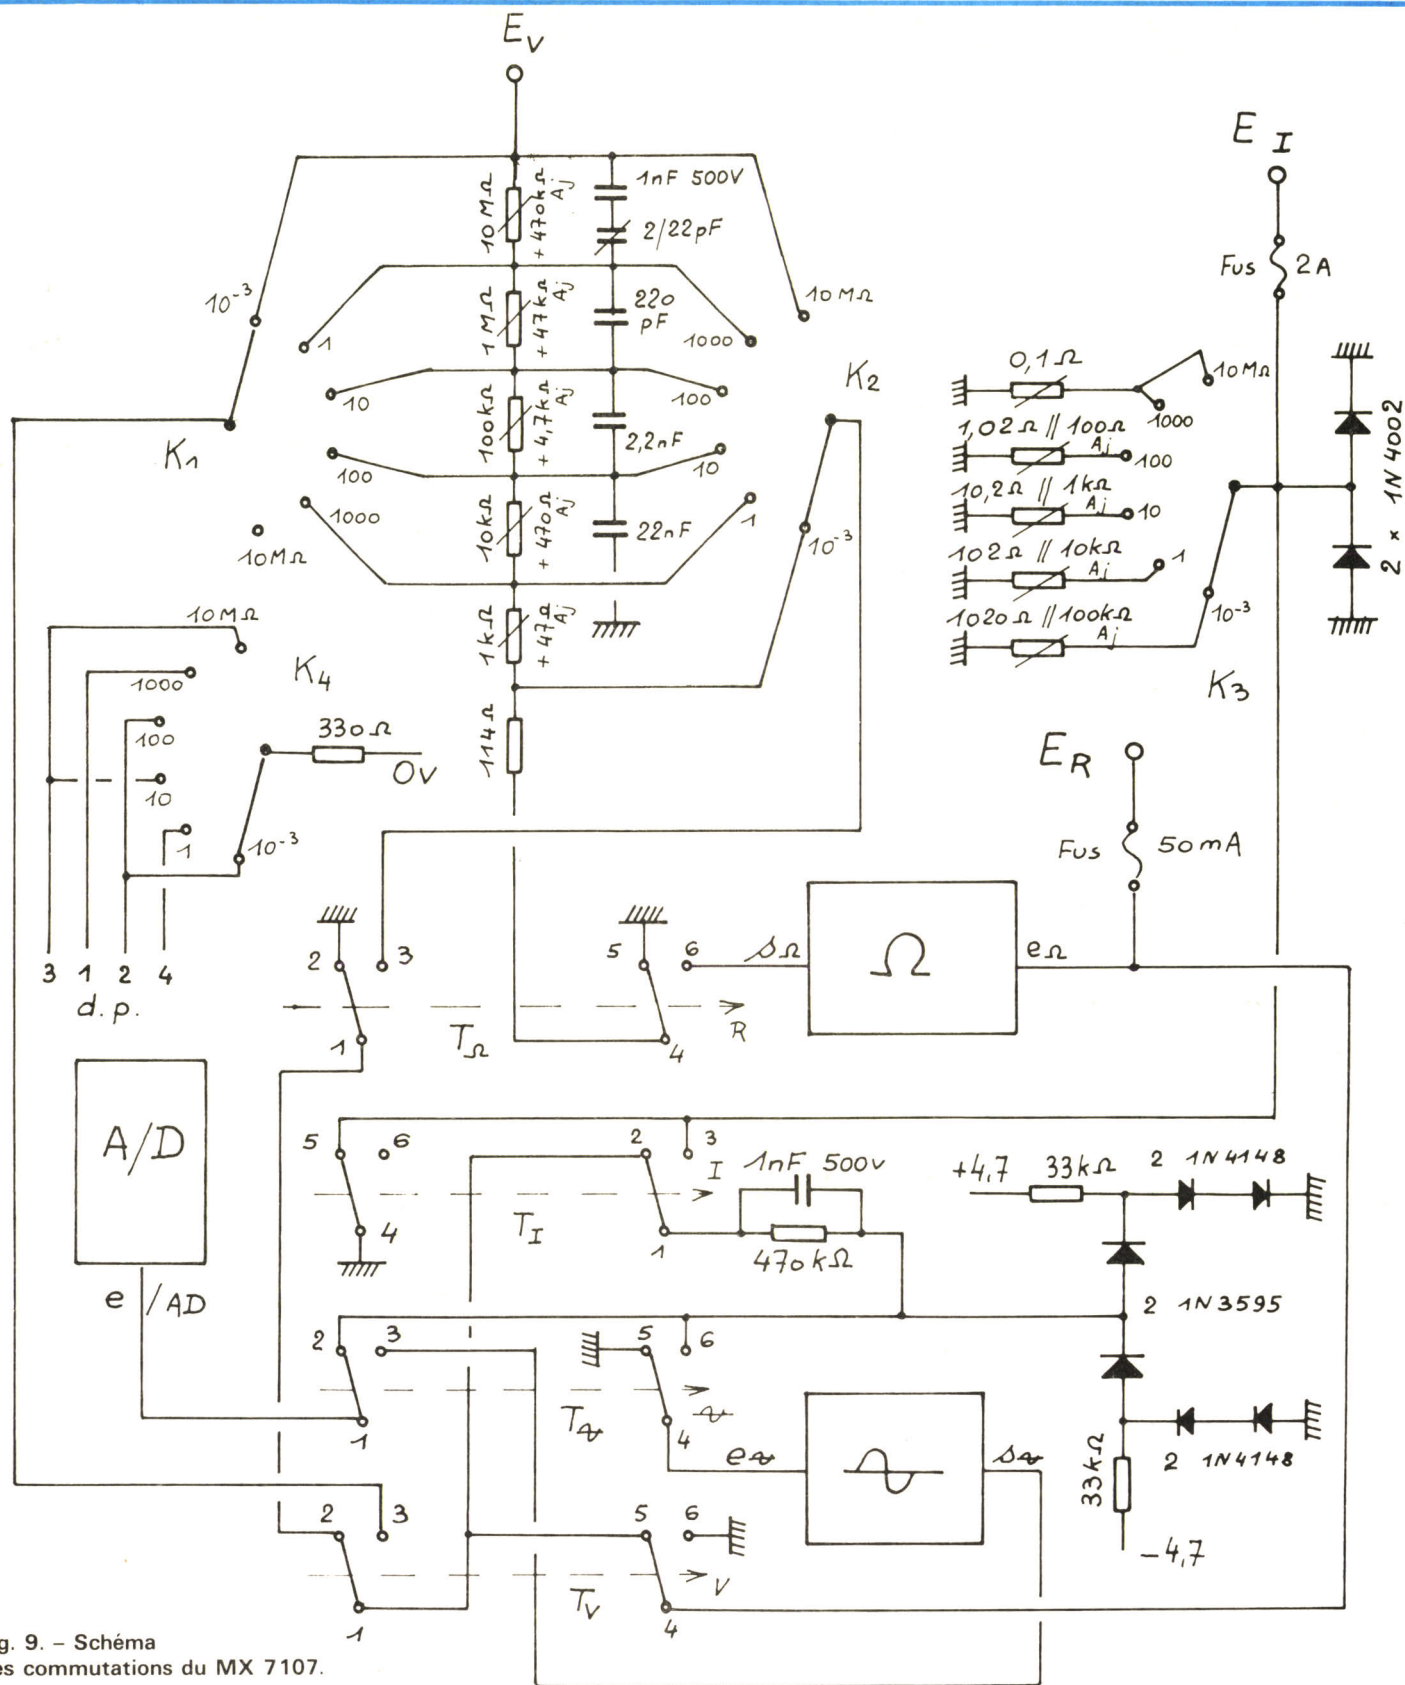 E_V
E_I
10 MΩ
+470kΩ
Aj
1nF 500V
2/22pF
Fus 2A
10⁻³
1
10
100
1000
10MΩ
K1
1MΩ
+47kΩ
Aj
220
pF
100kΩ
+4,7kΩ
Aj
2,2nF
10kΩ
+470Ω
Aj
22nF
1kΩ
+47Ω
Aj
114Ω
10MΩ
1000
100
10
1
10⁻³
K2
0,1Ω
10MΩ
1000
1,02Ω // 100Ω
Aj
100
10,2Ω // 1kΩ
Aj
10
102Ω // 10kΩ
Aj
1
1020Ω // 100kΩ
Aj
10⁻³
K3
2 × 1N 4002
10MΩ
1000
100
10
1
10⁻³
K4
330Ω
0v
3 1 2 4
d.p.
E_R
Fus 50mA
2 3
1
T_Ω
5 6
4
R
sΩ
Ω
eΩ
A/D
e /AD
5 6
4
T_I
2 3
1
I
1nF 500v
470kΩ
+4,7 33kΩ 2 1N4148
2 1N3595
2 3
1
T∿
5 6
4
∿
e∿
s∿
2 1N4148
33kΩ
-4,7
2 3
1
T_V
5 6
4
V
g. 9. – Schéma
es commutations du MX 7107.